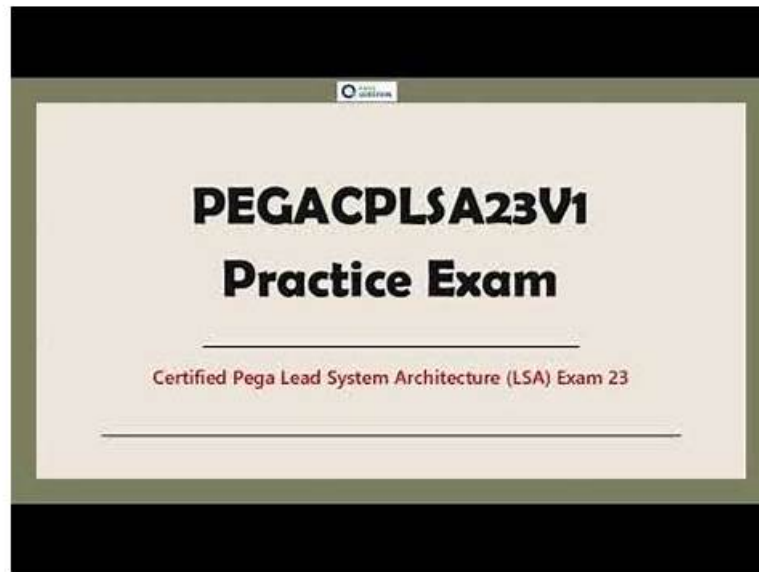 PEGACPLSA23V1
Practice Exam
Certified Pega Lead System Architecture (LSA) Exam 23